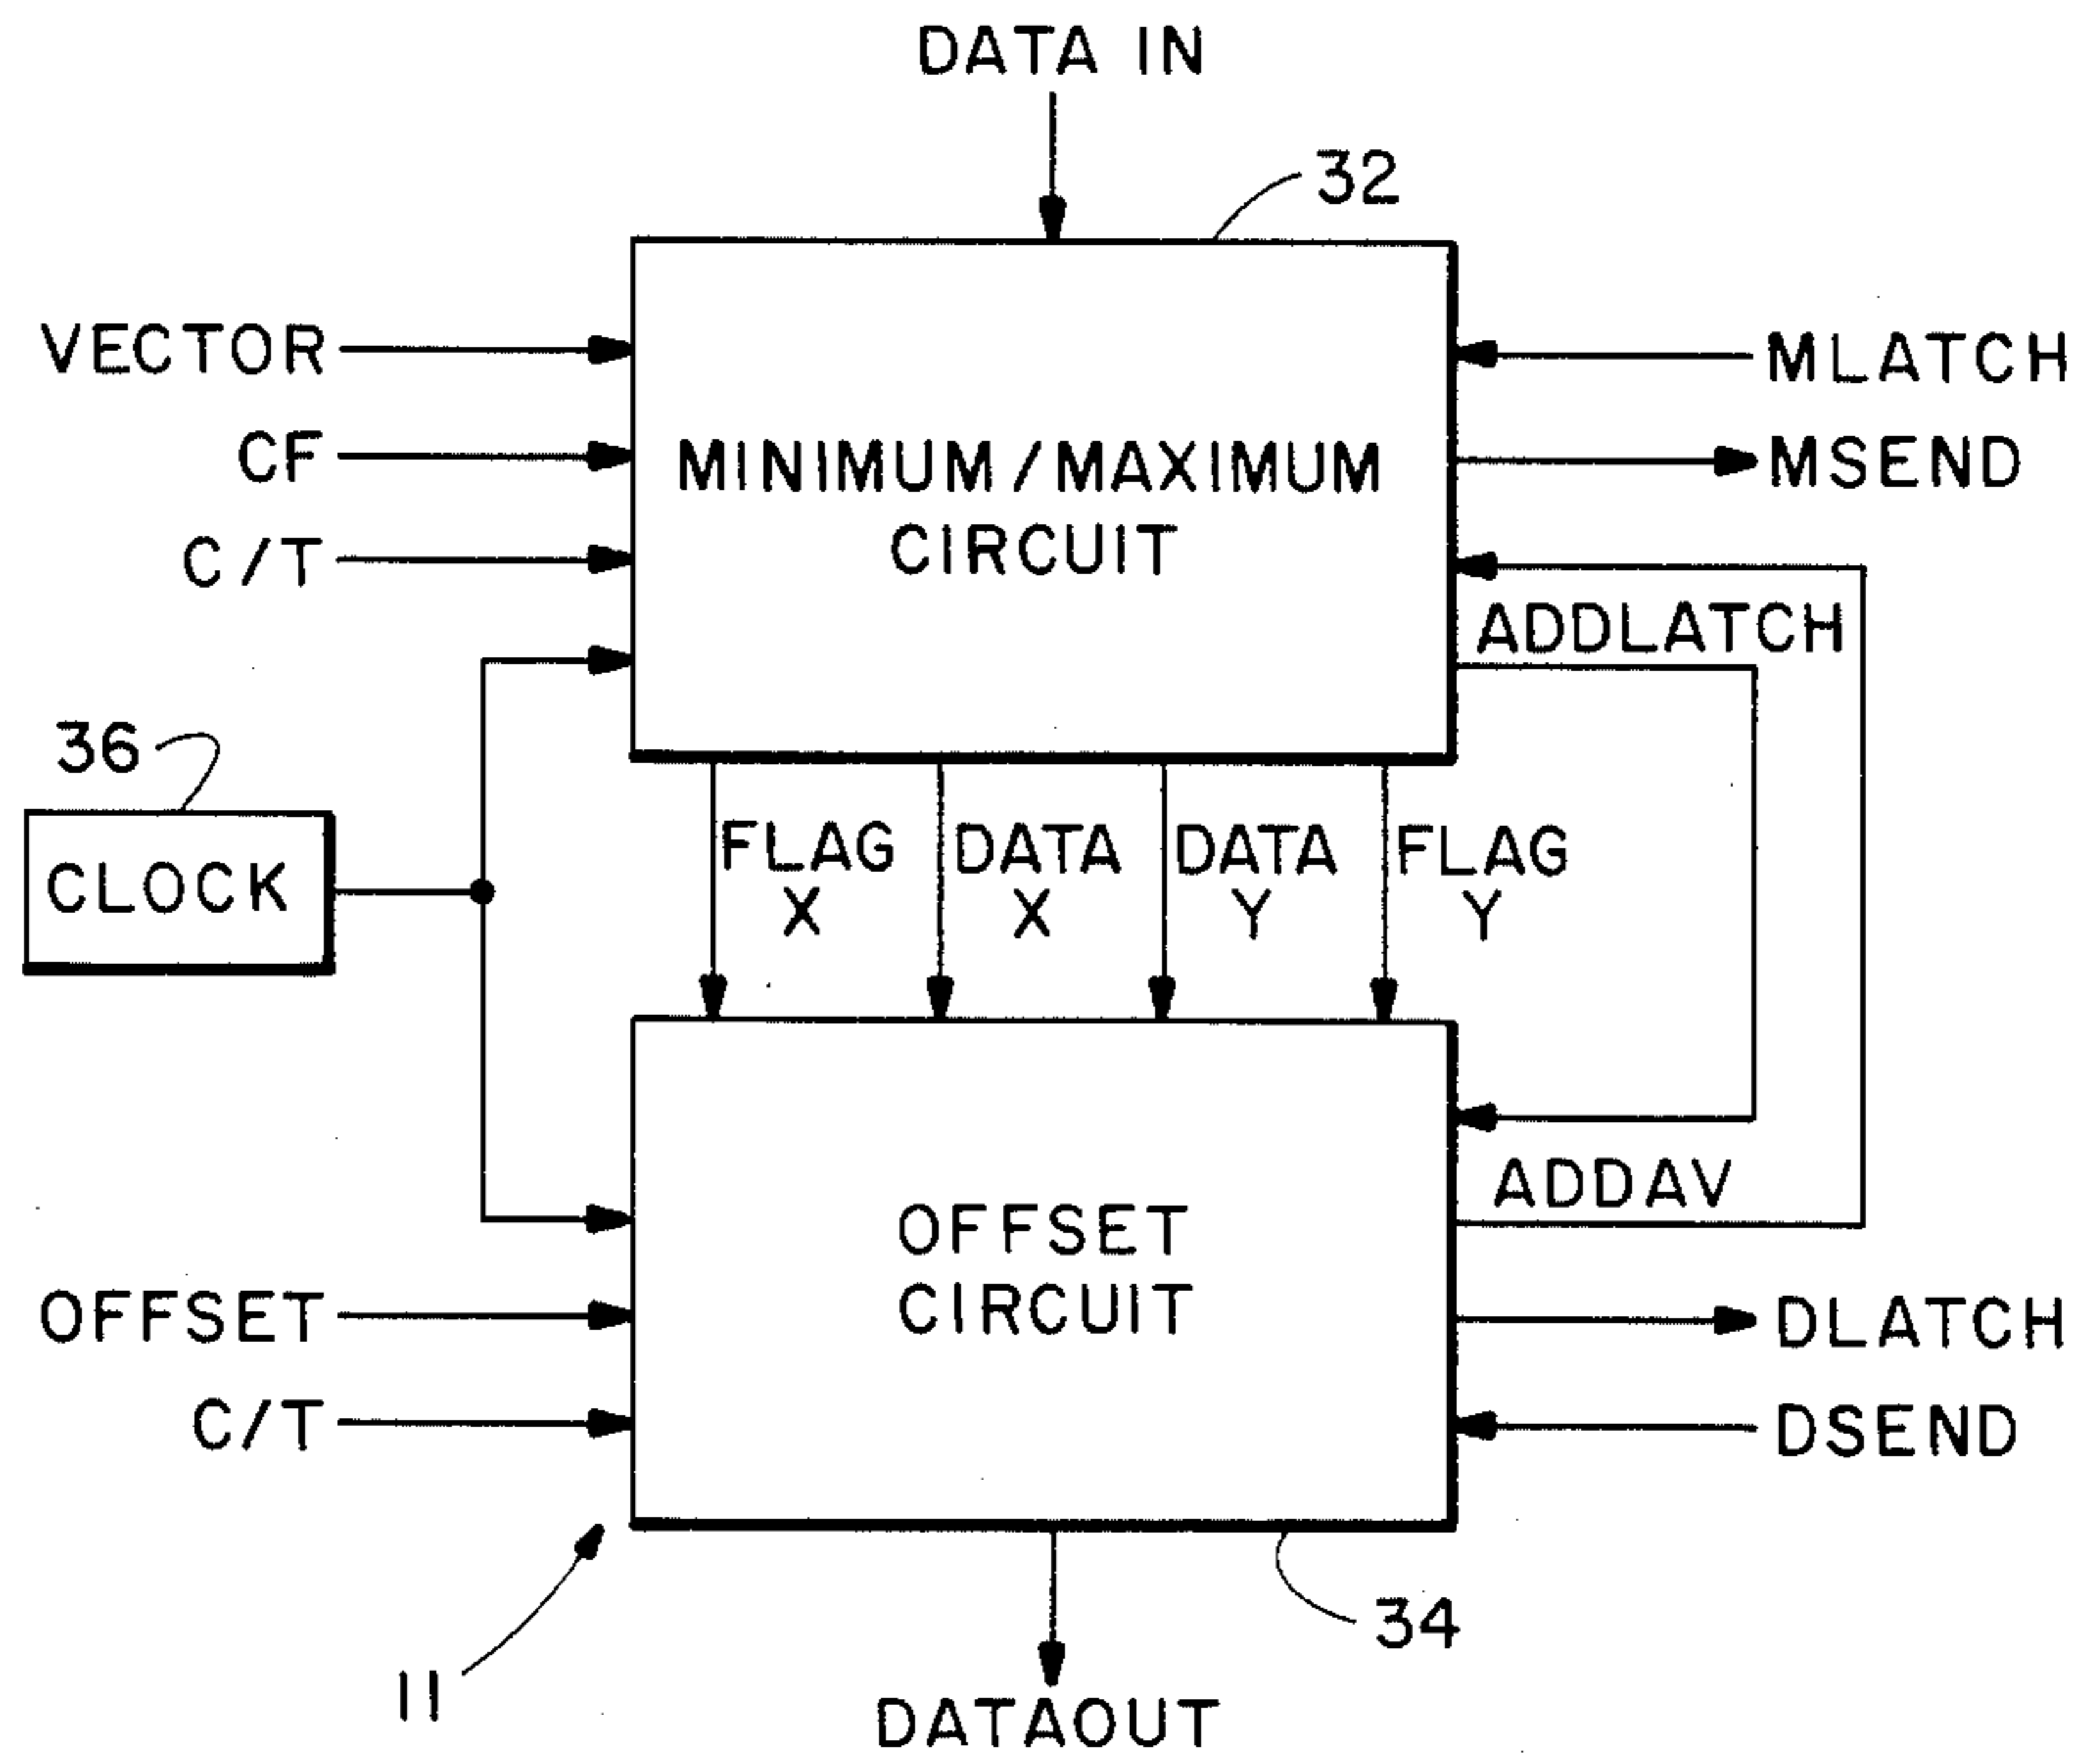 DATA IN
32
VECTOR
MLATCH
CF
MINIMUM/MAXIMUM
MSEND
C/T
CIRCUIT
ADDLATCH
36
CLOCK
FLAG
X
DATA
X
DATA
Y
FLAG
Y
ADDAV
OFFSET
CIRCUIT
OFFSET
DLATCH
C/T
DSEND
34
11
DATAOUT